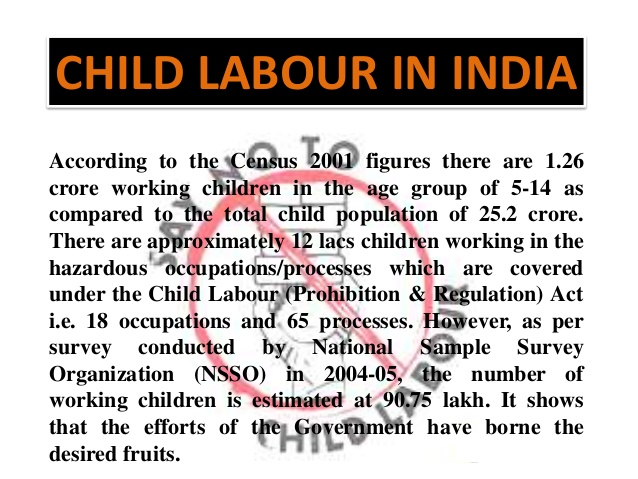 CHILD LABOUR IN INDIA
According to the Census 2001 figures there are 1.26
crore working children in the age group of 5-14 as
compared to the total child population of 25.2 crore.
There are approximately 12 lacs children working in the
hazardous occupations/processes which are covered
under the Child Labour (Prohibition & Regulation) Act
i.e. 18 occupations and 65 processes. However, as per
survey conducted by National Sample Survey
Organization (NSSO) in 2004-05, the number of
working children is estimated at 90.75 lakh. It shows
that the efforts of the Government have borne the
desired fruits.
SAY NO TO
CHILD LABOUR